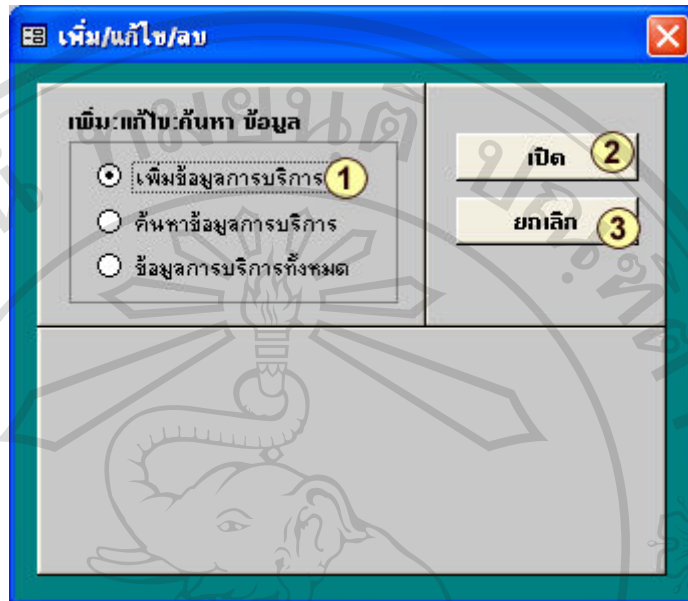 เพิ่ม/แก้ไข/ลบ
เพิ่ม:แก้ไข:ค้นหา ข้อมูล
เพิ่มข้อมูลการบริการ 1
ค้นหาข้อมูลการบริการ
ข้อมูลการบริการทั้งหมด
เปิด 2
ยกเลิก 3